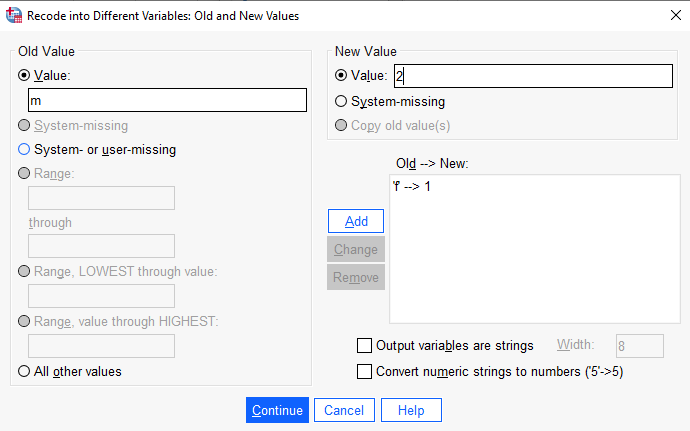 Recode into Different Variables: Old and New Values
Old Value
Value:
m
System-missing
System- or user-missing
Range:
through
Range, LOWEST through value:
Range, value through HIGHEST:
All other values
New Value
Value: 2
System-missing
Copy old value(s)
Old --> New:
'f' --> 1
Add
Change
Remove
Output variables are strings Width: 8
Convert numeric strings to numbers ('5'->5)
Continue Cancel Help